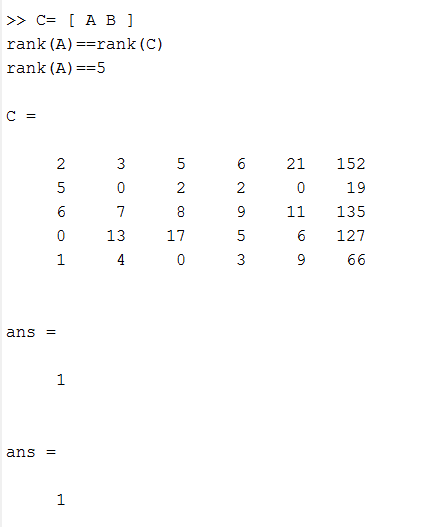 >> C= [ A B ]
rank(A)==rank(C)
rank(A)==5
C =
2 3 5 6 21 152
5 0 2 2 0 19
6 7 8 9 11 135
0 13 17 5 6 127
1 4 0 3 9 66
ans =
1
ans =
1